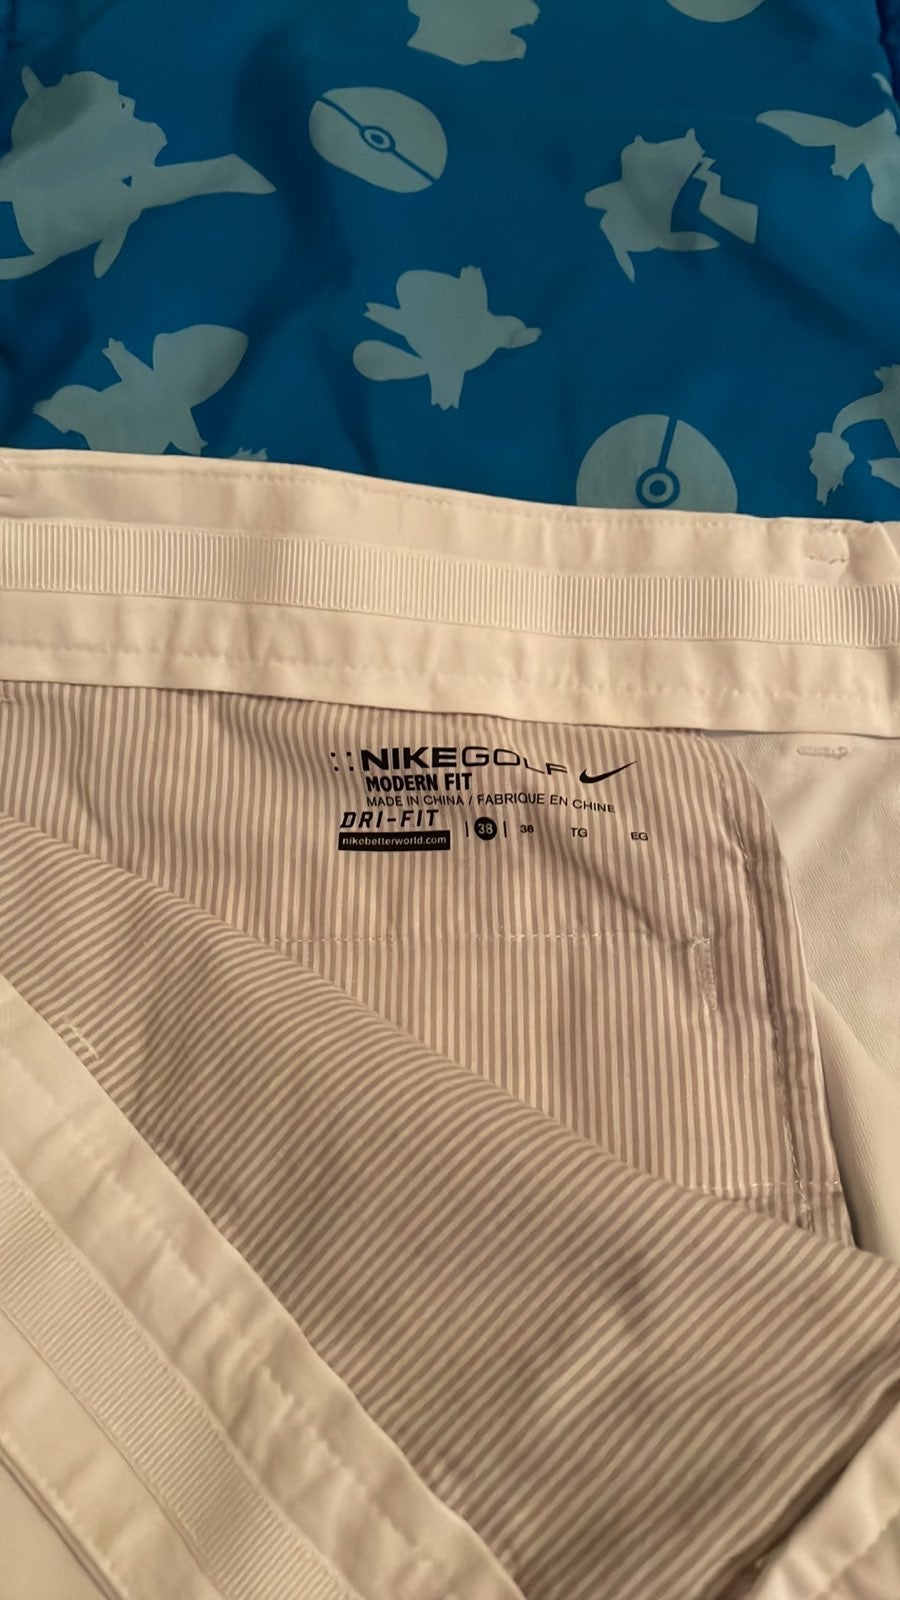 NIKEGOLF
MODERN FIT
MADE IN CHINA / FABRIQUE EN CHINE
DRI-FIT
nikebetterworld.com | 38 | 38 TG EG